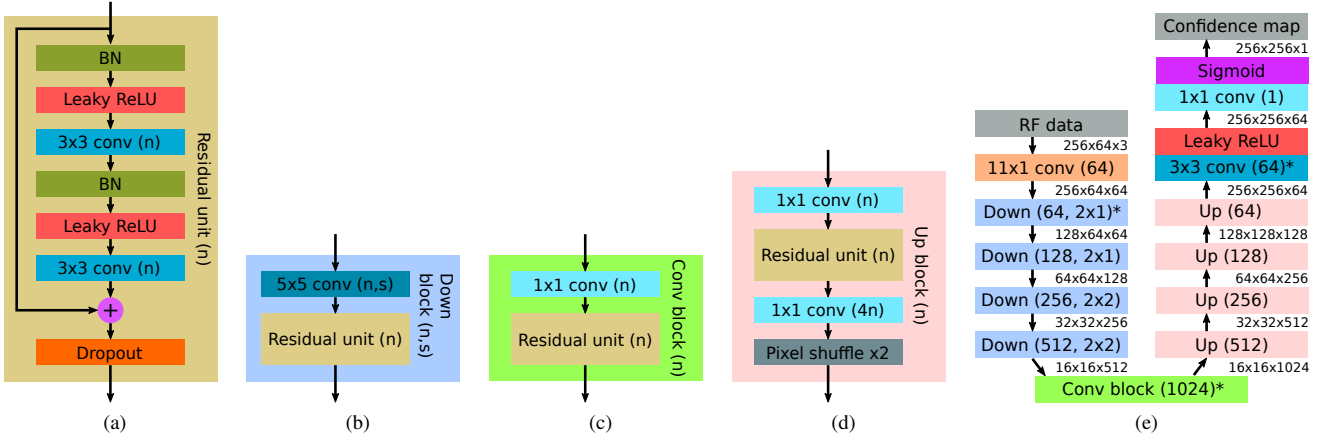 BN
Leaky ReLU
3x3 conv (n)
BN
Leaky ReLU
3x3 conv (n)
+
Dropout
Residual unit (n)
(a)
5x5 conv (n,s)
Residual unit (n)
Down
block (n,s)
(b)
1x1 conv (n)
Residual unit (n)
Conv block (n)
(c)
1x1 conv (n)
Residual unit (n)
1x1 conv (4n)
Pixel shuffle x2
Up block (n)
(d)
RF data
256x64x3
11x1 conv (64)
256x64x64
Down (64, 2x1)*
128x64x64
Down (128, 2x1)
64x64x128
Down (256, 2x2)
32x32x256
Down (512, 2x2)
16x16x512
Conv block (1024)*
16x16x1024
Up (512)
32x32x512
Up (256)
64x64x256
Up (128)
128x128x128
Up (64)
256x256x64
3x3 conv (64)*
Leaky ReLU
256x256x64
1x1 conv (1)
Sigmoid
256x256x1
Confidence map
(e)